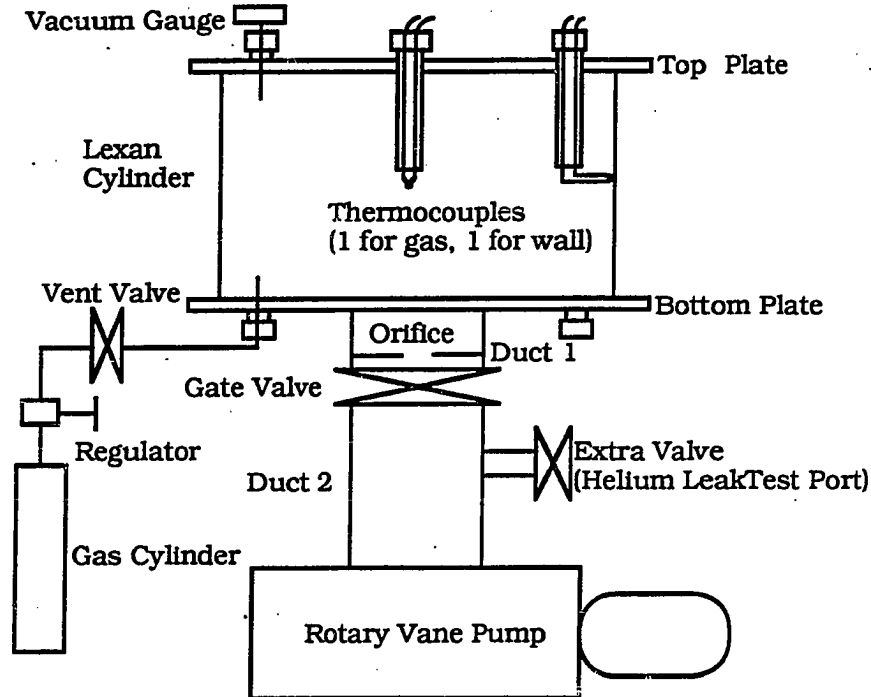 Vacuum Gauge
Top Plate
Lexan
Cylinder
Thermocouples
(1 for gas, 1 for wall)
Vent Valve
Bottom Plate
Orifice
Duct 1
Gate Valve
Regulator
Extra Valve
(Helium LeakTest Port)
Duct 2
Gas Cylinder
Rotary Vane Pump